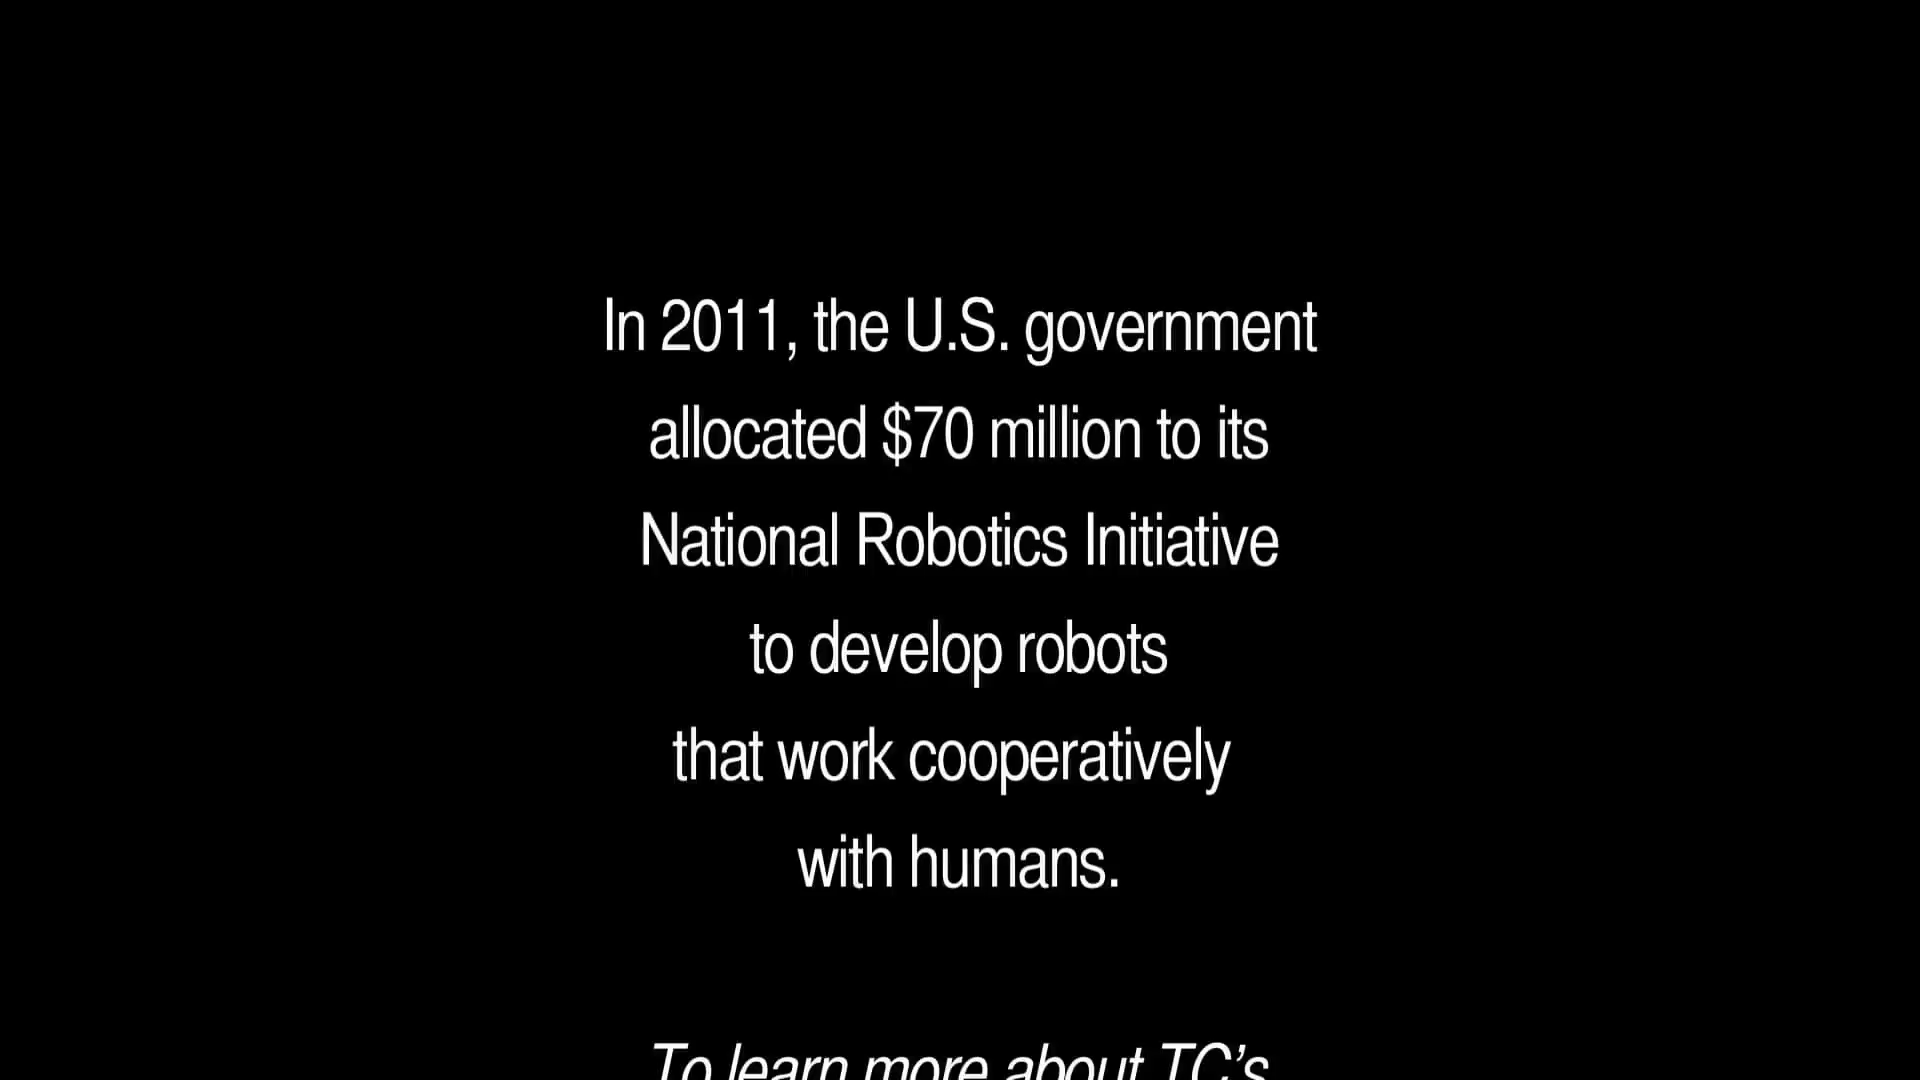 In 2011, the U.S. government
allocated $70 million to its
National Robotics Initiative
to develop robots
that work cooperatively
with humans.
To learn more about TC’s